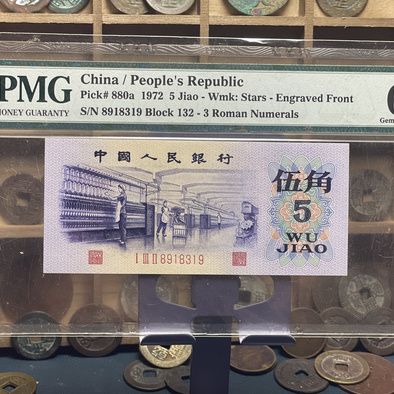 PMG
MONEY GUARANTY
China / People's Republic
Pick# 880a 1972 5 Jiao - Wmk: Stars - Engraved Front
S/N 8918319 Block 132 - 3 Roman Numerals
Gem
中國人民銀行
伍角
5
WU
JIAO
I III II 8918319